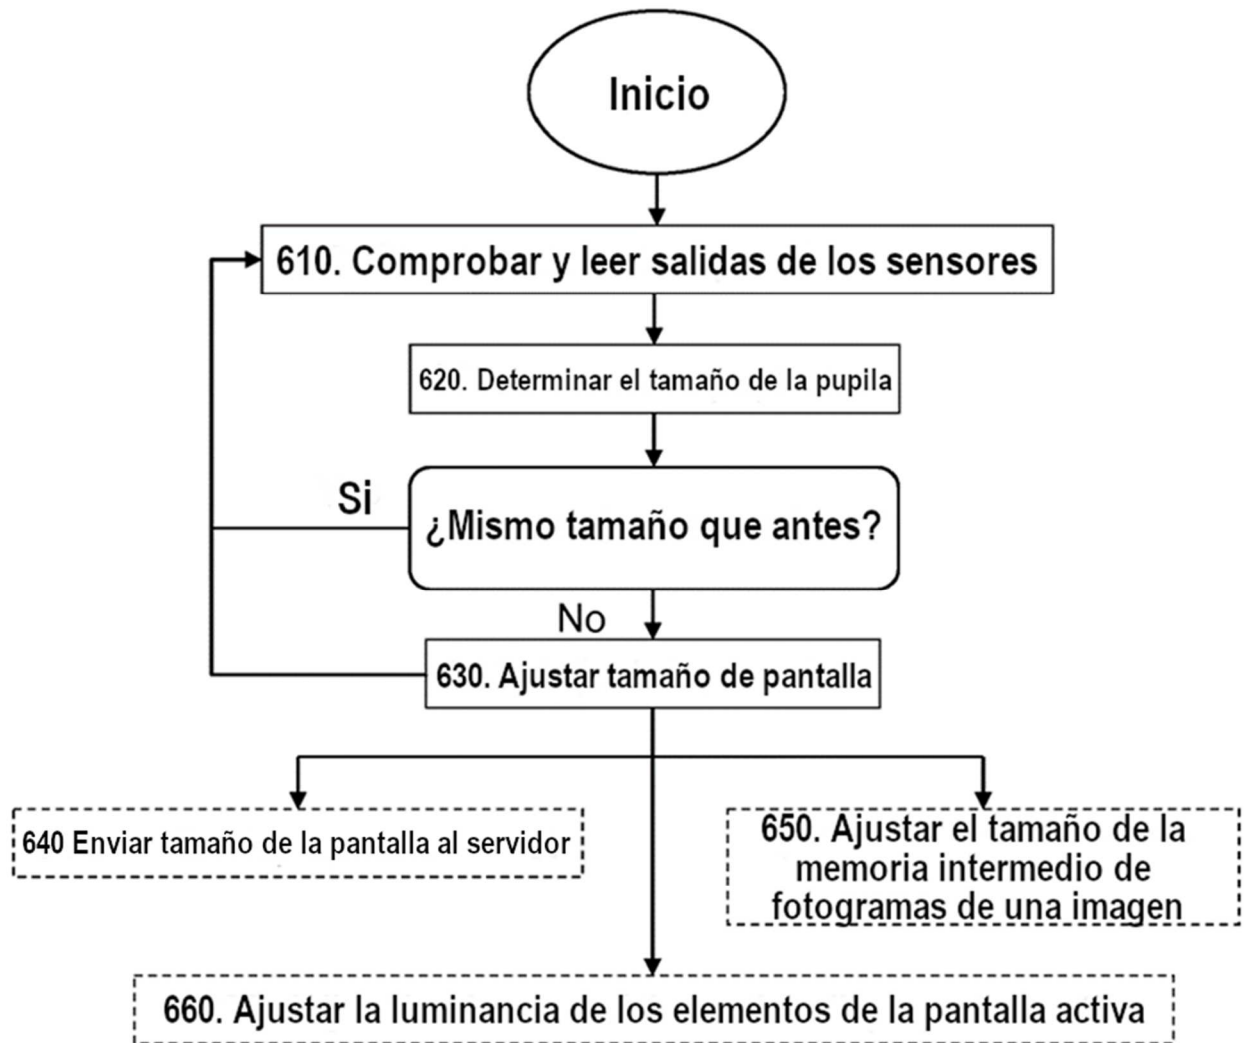 Inicio
610. Comprobar y leer salidas de los sensores
620. Determinar el tamaño de la pupila
Si
¿Mismo tamaño que antes?
No
630. Ajustar tamaño de pantalla
640 Enviar tamaño de la pantalla al servidor
650. Ajustar el tamaño de la
memoria intermedio de
fotogramas de una imagen
660. Ajustar la luminancia de los elementos de la pantalla activa